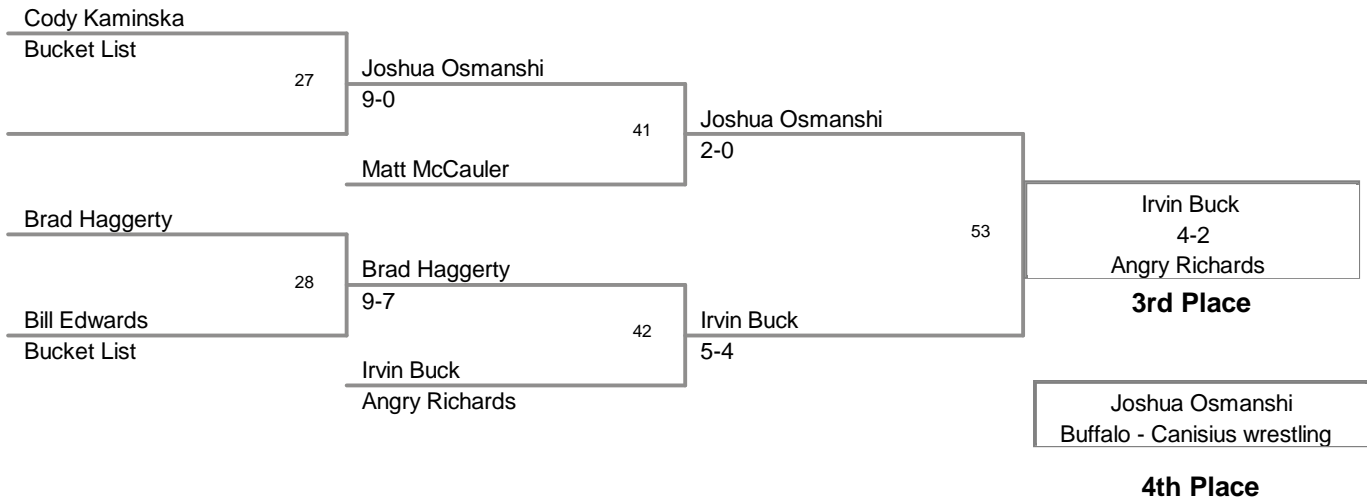 Cody Kaminska
Bucket List
27
Joshua Osmanshi
9-0
41
Joshua Osmanshi
2-0
Matt McCauler
Brad Haggerty
28
Brad Haggerty
9-7
Bill Edwards
Bucket List
42
Irvin Buck
5-4
Irvin Buck
Angry Richards
53
Irvin Buck
4-2
Angry Richards
3rd Place
Joshua Osmanshi
Buffalo - Canisius wrestling
4th Place